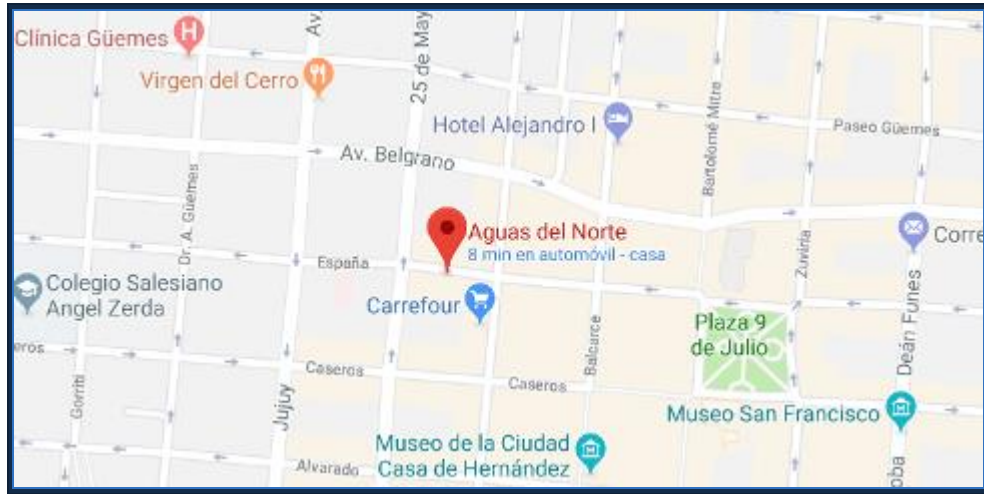 Clínica Güemes
Av.
25 de May
Virgen del Cerro
Hotel Alejandro I
Bartolomé Mitre
Paseo Güemes
Av. Belgrano
Dr. A. Güemes
Aguas del Norte
8 min en automóvil - casa
Corre
España
Zuviría
Colegio Salesiano
Angel Zerda
Carrefour
Plaza 9
de Julio
Deán Funes
eros
Caseros
Balcarce
Caseros
Gorriti
Jujuy
Museo San Francisco
Museo de la Ciudad
Casa de Hernández
Alvarado
oba